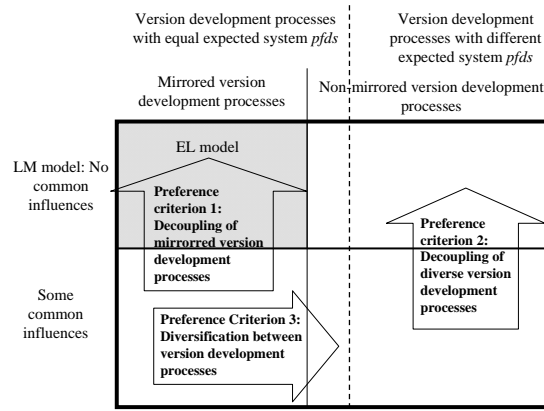 Version development processes
with equal expected system pfds
Version development
processes with different
expected system pfds
Mirrored version
development processes
Non-mirrored version development
processes
EL model
LM model: No
common
influences
Preference
criterion 1:
Decoupling of
mirrorred version
development
processes
Preference
criterion 2:
Decoupling of
diverse version
development
processes
Some
common
influences
Preference Criterion 3:
Diversification between
version development
processes